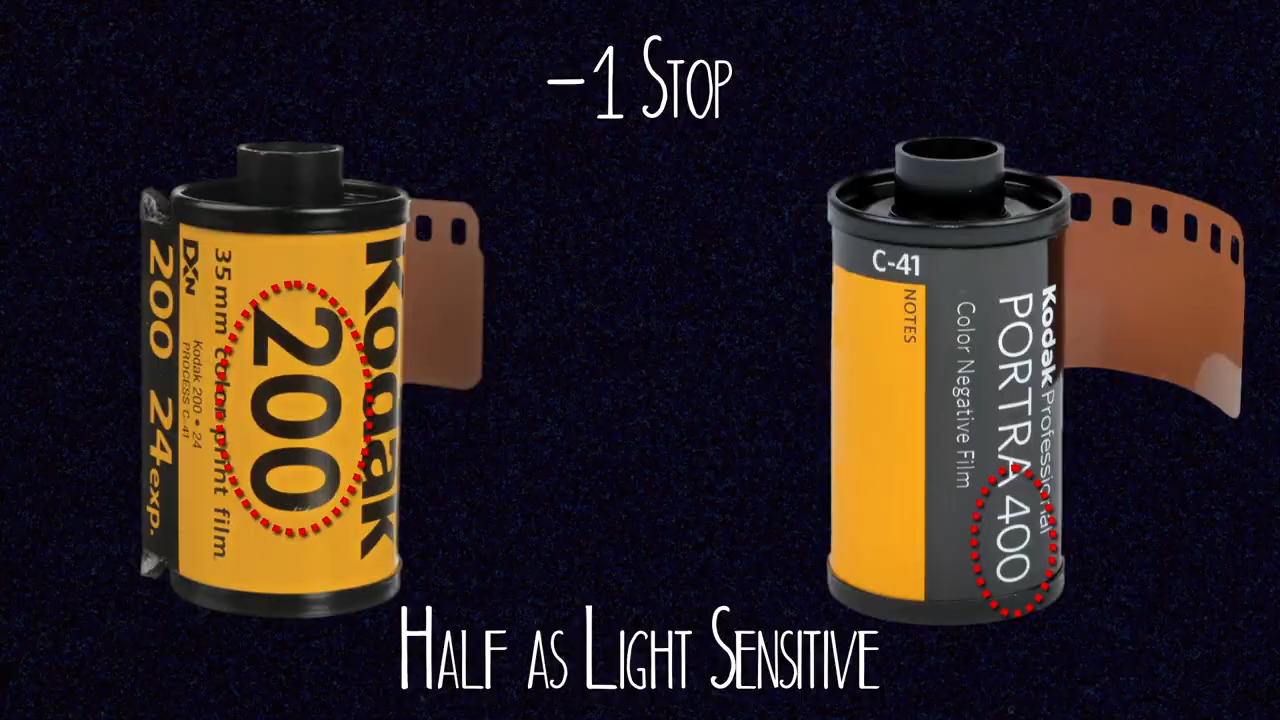 –1 Stop
200 24exp.
DXN
35mm color print film
Kodak 200 • 24
PROCESS C-41
200
Kodak
C-41
NOTES
Color Negative Film
PORTRA 400
Kodak Professional
Half as Light Sensitive